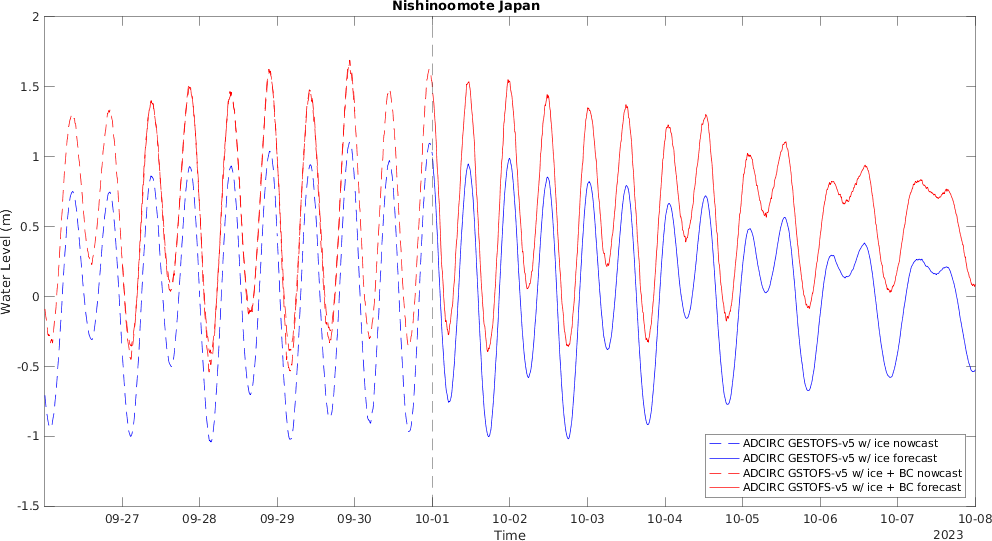 Nishinoomote Japan
2
1.5
1
0.5
0
-0.5
-1
-1.5
Water Level (m)
ADCIRC GESTOFS-v5 w/ ice nowcast
ADCIRC GESTOFS-v5 w/ ice forecast
ADCIRC GSTOFS-v5 w/ ice + BC nowcast
ADCIRC GSTOFS-v5 w/ ice + BC forecast
09-27 09-28 09-29 09-30 10-01 10-02 10-03 10-04 10-05 10-06 10-07 10-08
Time
2023